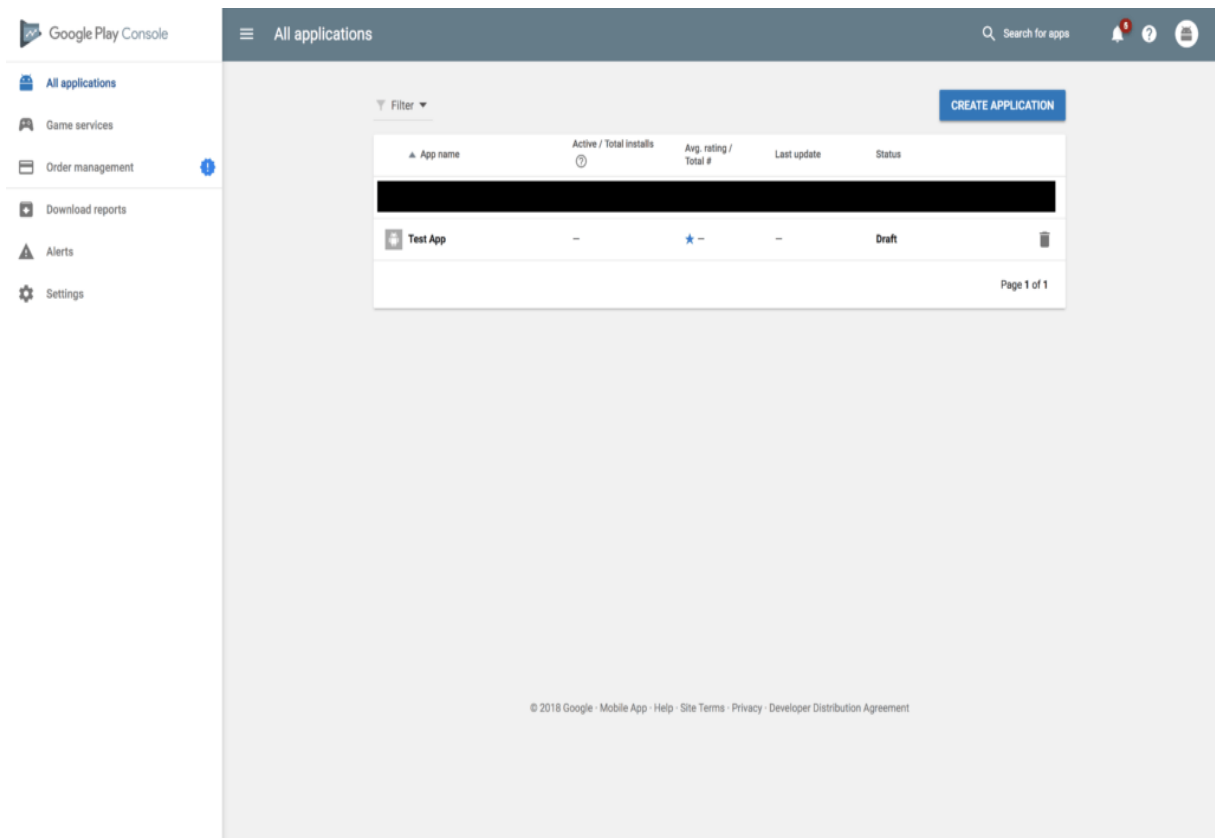 Google Play Console
All applications
Search for apps
All applications
Game services
Order management
Download reports
Alerts
Settings
Filter
CREATE APPLICATION
App name
Active / Total installs
Avg. rating /
Total #
Last update
Status
Test App – – – Draft
Page 1 of 1
© 2018 Google · Mobile App · Help · Site Terms · Privacy · Developer Distribution Agreement